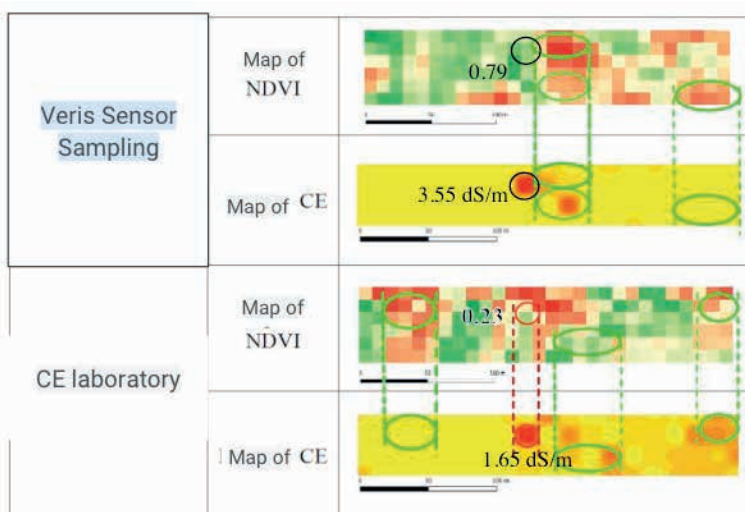 Veris Sensor
Sampling
Map of
NDVI
0.79
Map of CE
3.55 dS/m
CE laboratory
Map of
NDVI
0.23
Map of CE
1.65 dS/m